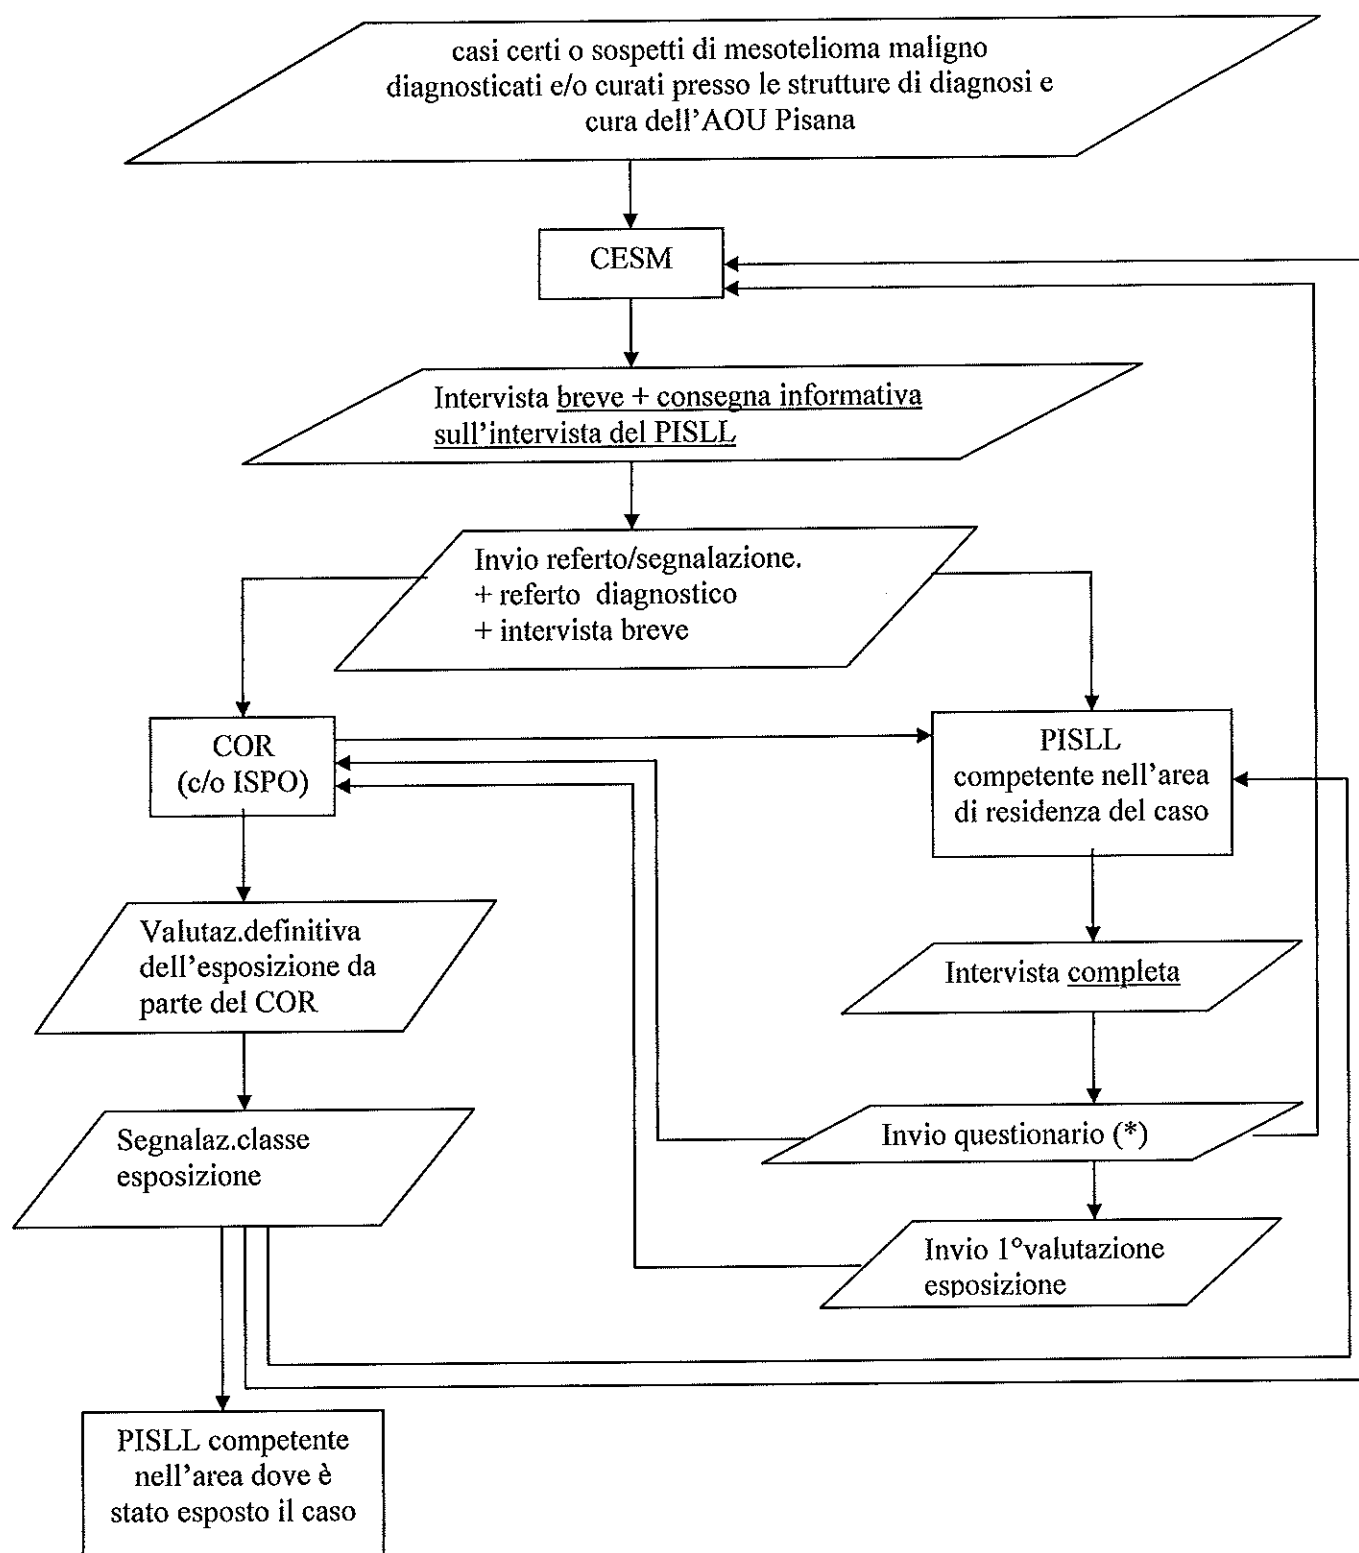 casi certi o sospetti di mesotelioma maligno
diagnosticati e/o curati presso le strutture di diagnosi e
cura dell'AOU Pisana
CESM
Intervista breve + consegna informativa
sull'intervista del PISLL
Invio referto/segnalazione.
+ referto diagnostico
+ intervista breve
COR
(c/o ISPO)
PISLL
competente nell'area
di residenza del caso
Valutaz.definitiva
dell'esposizione da
parte del COR
Intervista completa
Segnalaz.classe
esposizione
Invio questionario (*)
Invio 1°valutazione
esposizione
PISLL competente
nell'area dove è
stato esposto il caso